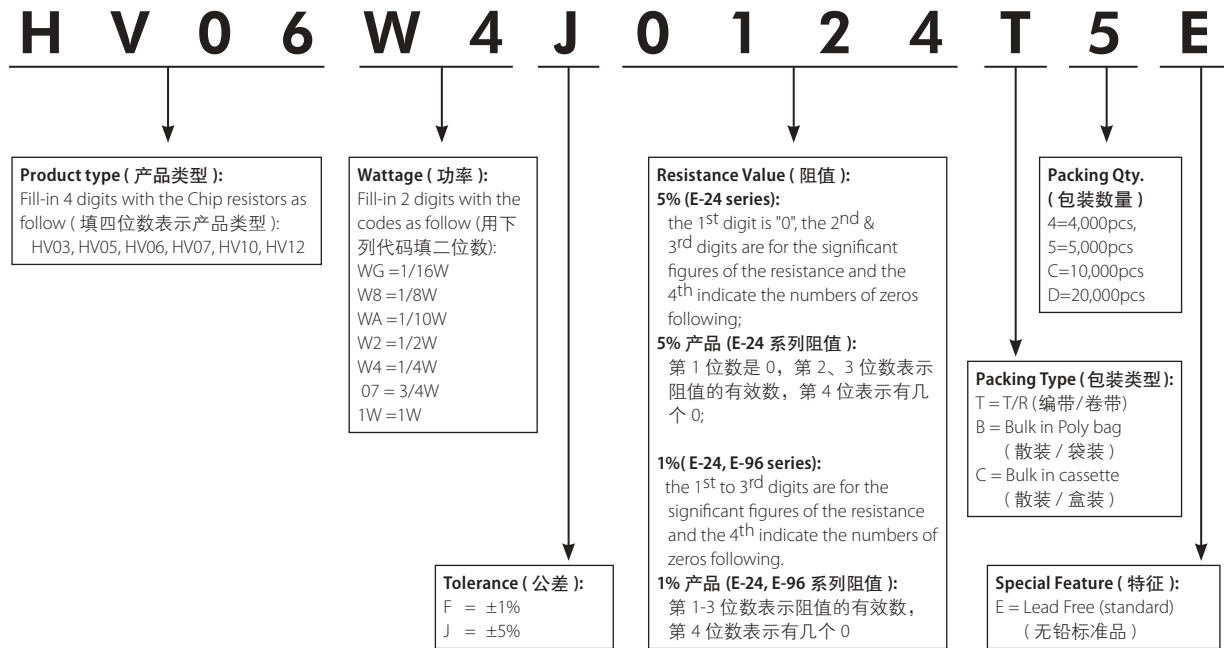 H V 0 6 W 4 J 0 1 2 4 T 5 E
Product type ( 产品类型 ):
Fill-in 4 digits with the Chip resistors as
follow ( 填四位数表示产品类型 ):
HV03, HV05, HV06, HV07, HV10, HV12
Wattage ( 功率 ):
Fill-in 2 digits with the
codes as follow (用下
列代码填二位数):
WG =1/16W
W8 =1/8W
WA =1/10W
W2 =1/2W
W4 =1/4W
07 = 3/4W
1W =1W
Tolerance ( 公差 ):
F = ±1%
J = ±5%
Resistance Value ( 阻值 ):
5% (E-24 series):
the 1st digit is "0", the 2nd &
3rd digits are for the significant
figures of the resistance and the
4th indicate the numbers of zeros
following;
5% 产品 (E-24 系列阻值 ):
第 1 位数是 0，第 2、3 位数表示
阻值的有效数，第 4 位表示有几
个 0;
1%( E-24, E-96 series):
the 1st to 3rd digits are for the
significant figures of the resistance
and the 4th indicate the numbers of
zeros following.
1% 产品 (E-24, E-96 系列阻值 ):
第 1-3 位数表示阻值的有效数，
第 4 位数表示有几个 0
Packing Qty.
( 包装数量 )
4=4,000pcs,
5=5,000pcs
C=10,000pcs
D=20,000pcs
Packing Type ( 包装类型):
T = T/R (编带/ 卷带)
B = Bulk in Poly bag
( 散装 / 袋装 )
C = Bulk in cassette
( 散装 / 盒装 )
Special Feature ( 特征 ):
E = Lead Free (standard)
( 无铅标准品 )